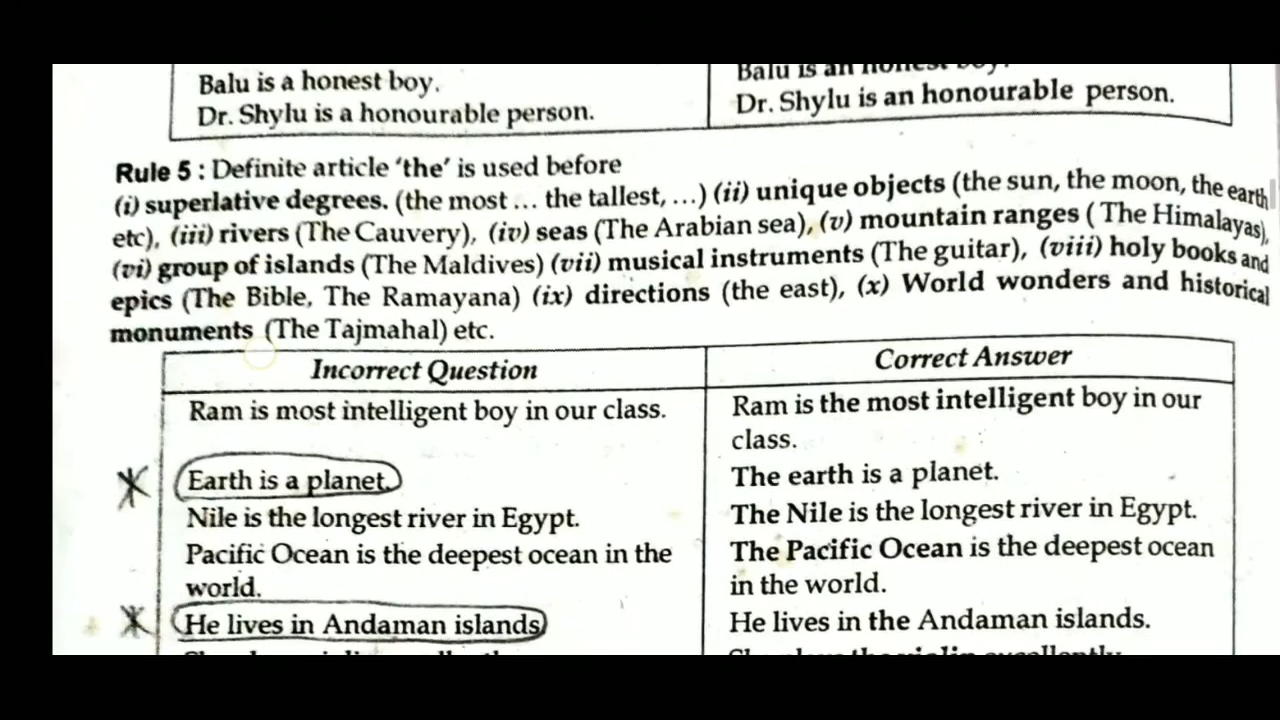 Balu is a honest boy.
Balu is an honest boy.
Dr. Shylu is a honourable person.
Dr. Shylu is an honourable person.
Rule 5 : Definite article 'the' is used before
(i) superlative degrees. (the most ... the tallest, ...) (ii) unique objects (the sun, the moon, the earth
etc), (iii) rivers (The Cauvery), (iv) seas (The Arabian sea), (v) mountain ranges ( The Himalayas),
(vi) group of islands (The Maldives) (vii) musical instruments (The guitar), (viii) holy books and
epics (The Bible, The Ramayana) (ix) directions (the east), (x) World wonders and historical
monuments (The Tajmahal) etc.
Incorrect Question
Correct Answer
Ram is most intelligent boy in our class.
Ram is the most intelligent boy in our
class.
Earth is a planet.
The earth is a planet.
Nile is the longest river in Egypt.
The Nile is the longest river in Egypt.
Pacific Ocean is the deepest ocean in the
world.
The Pacific Ocean is the deepest ocean
in the world.
He lives in Andaman islands
He lives in the Andaman islands.
the violin excellently